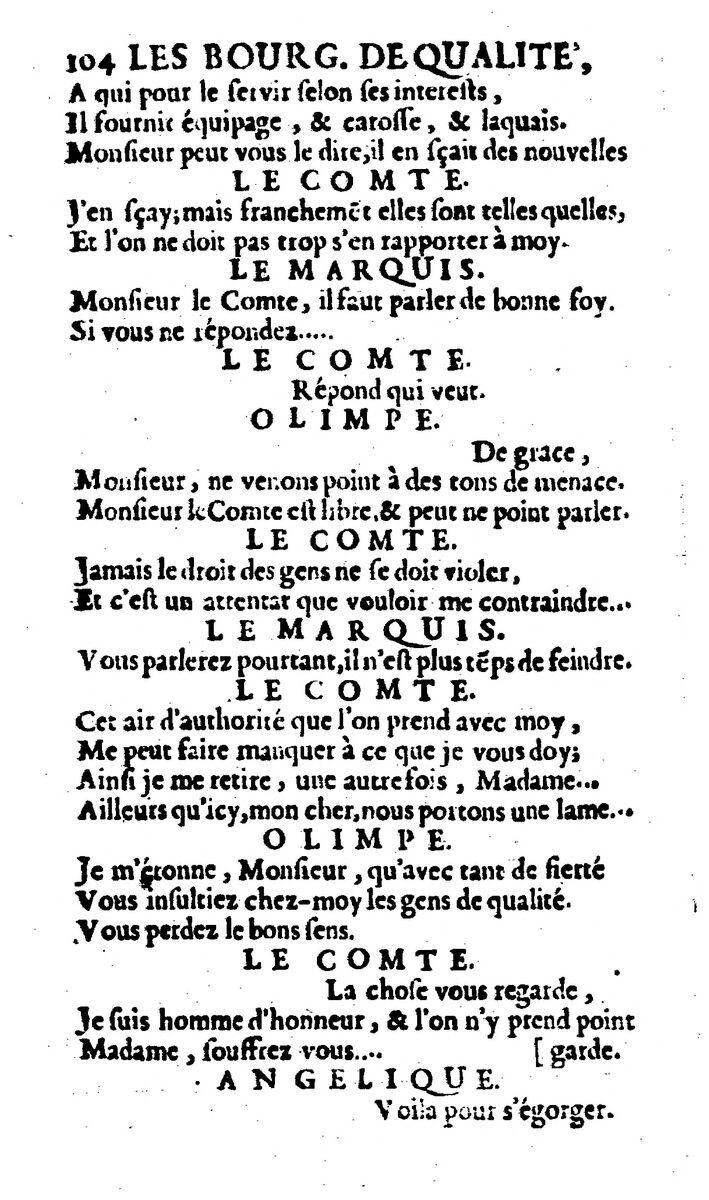 104 LES BOURG. DE QUALITE',
A qui pour le ſervir ſelon ſes intereſts,
Il fournit équipage, & caroſſe, & laquais.
Monſieur peut vous le dire, il en ſçait des nouvelles
LE COMTE.
J'en ſçay; mais franchemẽt elles ſont telles quelles,
Et l'on ne doit pas trop s'en rapporter à moy.
LE MARQUIS.
Monſieur le Comte, il faut parler de bonne foy.
Si vous ne répondez.....
LE COMTE.
Répond qui veut.
OLIMPE.
De grace,
Monſieur, ne venons point à des tons de menace.
Monſieur le Comte eſt libre, & peut ne point parler.
LE COMTE.
Jamais le droit des gens ne ſe doit violer,
Et c'eſt un attentat que vouloir me contraindre...
LE MARQUIS.
Vous parlerez pourtant, il n'eſt plus tẽps de feindre.
LE COMTE.
Cet air d'authorité que l'on prend avec moy,
Me peut faire manquer à ce que je vous doy;
Ainſi je me retire, une autrefois, Madame...
Ailleurs qu'icy, mon cher, nous portons une lame...
OLIMPE.
Je m'étonne, Monſieur, qu'avec tant de fierté
Vous inſultiez chez-moy les gens de qualité.
Vous perdez le bons ſens.
LE COMTE.
La choſe vous regarde,
Je ſuis homme d'honneur, & l'on n'y prend point
Madame, ſouffrez vous.... [garde.
ANGELIQUE.
Voila pour s'égorger.